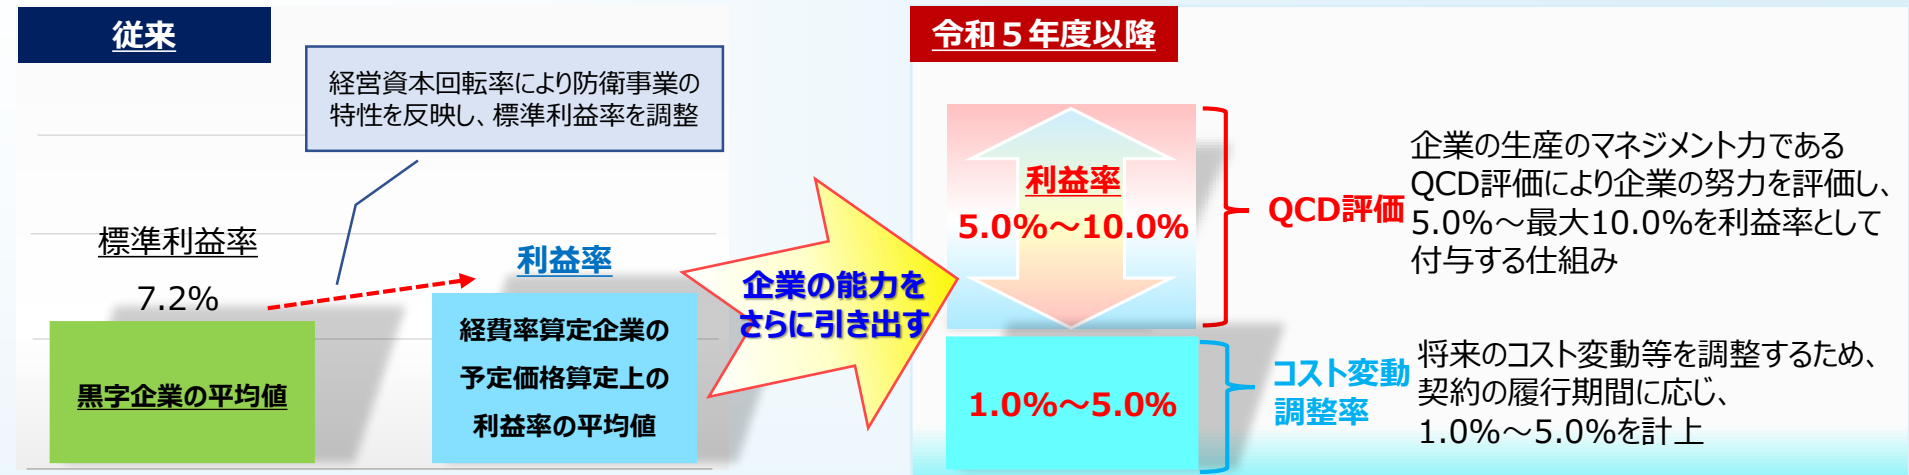 従来
経営資本回転率により防衛事業の
特性を反映し、標準利益率を調整
標準利益率
7.2%
黒字企業の平均値
利益率
経費率算定企業の
予定価格算定上の
利益率の平均値
企業の能力を
さらに引き出す
令和5年度以降
利益率
5.0%～10.0%
QCD評価
企業の生産のマネジメント力である
QCD評価により企業の努力を評価し、
5.0%～最大10.0%を利益率として
付与する仕組み
1.0%～5.0%
コスト変動
調整率
将来のコスト変動等を調整するため、
契約の履行期間に応じ、
1.0%～5.0%を計上